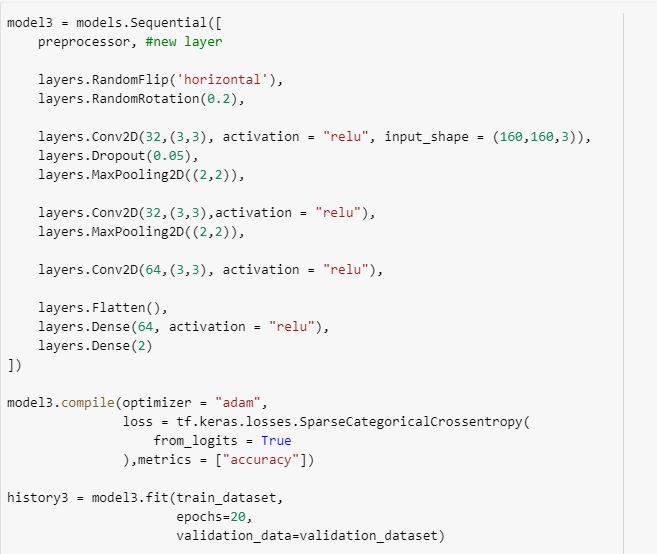 model3 = models.Sequential([
    preprocessor, #new layer

    layers.RandomFlip('horizontal'),
    layers.RandomRotation(0.2),

    layers.Conv2D(32,(3,3), activation = "relu", input_shape = (160,160,3)),
    layers.Dropout(0.05),
    layers.MaxPooling2D((2,2)),

    layers.Conv2D(32,(3,3),activation = "relu"),
    layers.MaxPooling2D((2,2)),

    layers.Conv2D(64,(3,3), activation = "relu"),

    layers.Flatten(),
    layers.Dense(64, activation = "relu"),
    layers.Dense(2)
])

model3.compile(optimizer = "adam",
               loss = tf.keras.losses.SparseCategoricalCrossentropy(
                   from_logits = True
               ),metrics = ["accuracy"])

history3 = model3.fit(train_dataset,
                      epochs=20,
                      validation_data=validation_dataset)